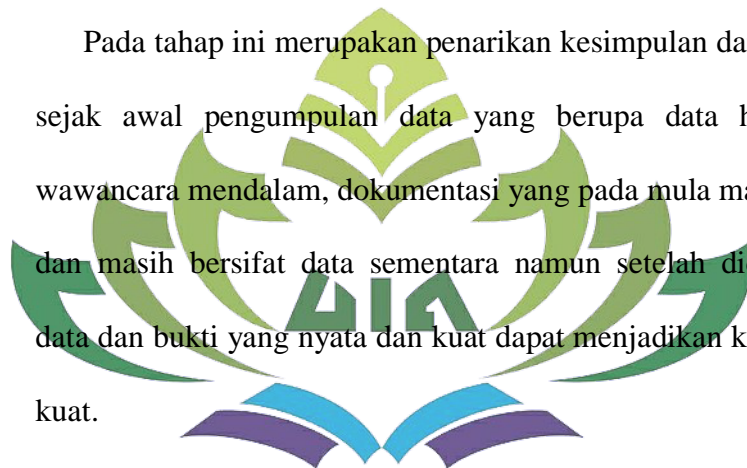 Pada tahap ini merupakan penarikan kesimpulan da
sejak awal pengumpulan data yang berupa data h
wawancara mendalam, dokumentasi yang pada mula ma
dan masih bersifat data sementara namun setelah di
data dan bukti yang nyata dan kuat dapat menjadikan k
kuat.
UIN